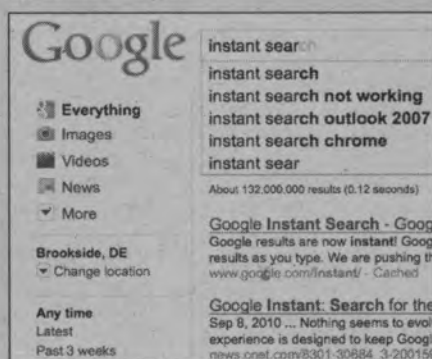 Google
instant search
instant search
instant search not working
instant search outlook 2007
instant search chrome
instant sear
About 132,000,000 results (0.12 seconds)
Everything
Images
Videos
News
More
Brookside, DE
Change location
Any time
Latest
Past 3 weeks
Google Instant Search - Goog
Google results are now instant! Goog
results as you type. We are pushing th
www.google.com/instant/ - Cached
Google Instant: Search for the
Sep 8, 2010 ... Nothing seems to evol
experience is designed to keep Googl